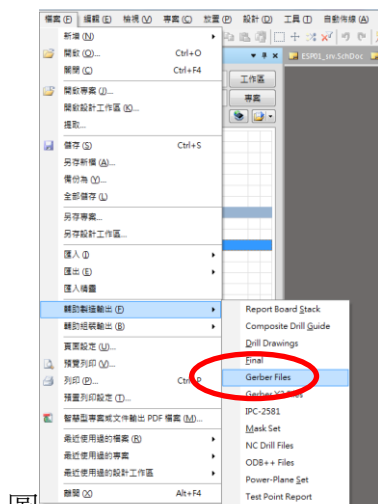 檔案 (F) 編輯 (E) 檢視 (V) 專案 (C) 放置 (P) 設計 (D) 工具 (T) 自動佈線 (A)
新增 (N)
開啟 (O)... Ctrl+O
關閉 (C) Ctrl+F4
開啟專案 (J)...
開啟設計工作區 (K)...
提取...
儲存 (S) Ctrl+S
另存新檔 (A)...
備份為 (Y)...
全部儲存 (L)
另存專案...
另存設計工作區...
匯入 (I)
匯出 (E)
匯入精靈
輔助製造輸出 (F)
輔助組裝輸出 (B)
頁面設定 (U)...
預覽列印 (V)...
列印 (P)... Ctrl+P
預置列印設定 (T)...
智慧型專案或文件輸出 PDF 檔案 (M)...
最近使用過的檔案 (R)
最近使用過的專案
最近使用過的設計工作區
離開 (X) Alt+F4
ESP01_snr.SchDoc
工作區
專案
Report Board Stack
Composite Drill Guide
Drill Drawings
Final
Gerber Files
Gerber X2 Files
IPC-2581
Mask Set
NC Drill Files
ODB++ Files
Power-Plane Set
Test Point Report
圖